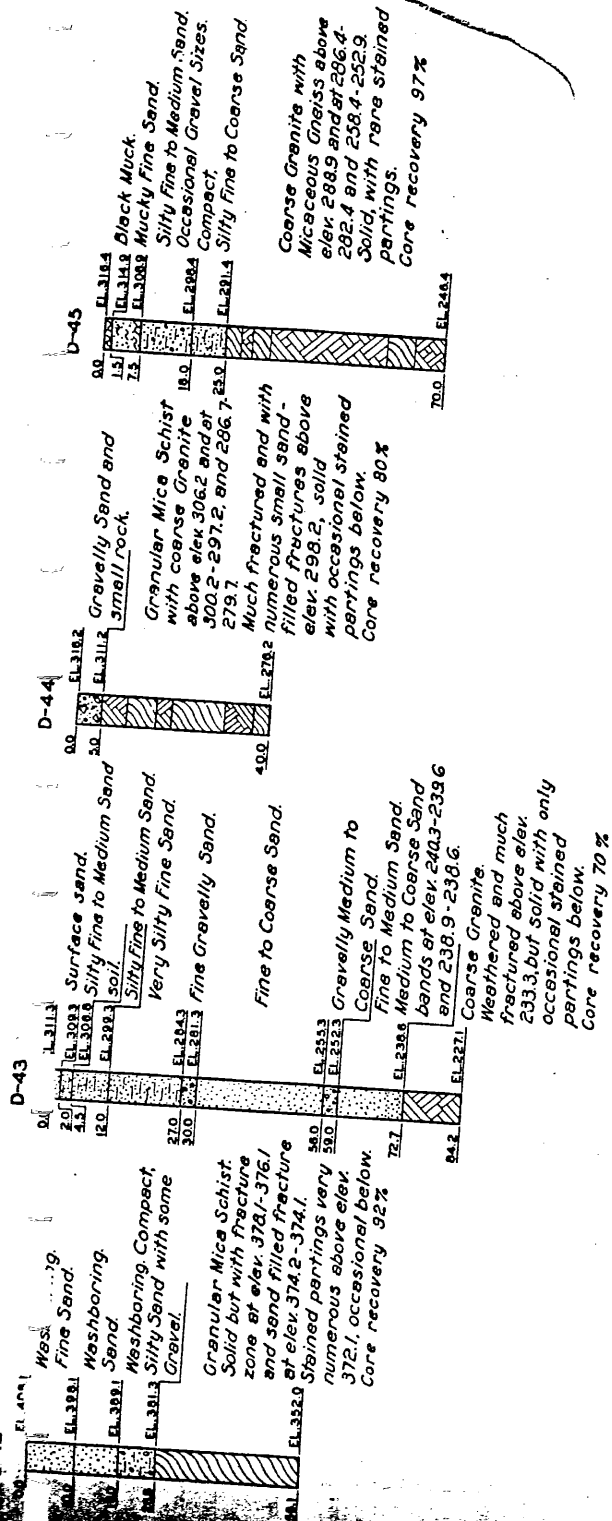 EL. 398.1
EL. 389.1
EL. 381.3
EL. 352.0
Fine Sand.
Washboring.
Sand.
Washboring. Compact,
Silty Sand with some
Gravel.
Granular Mica Schist.
Solid but with fracture
zone at elev. 378.1-376.1
and sand filled fracture
at elev. 374.2-374.1.
Stained partings very
numerous above elev.
372.1, occasional below.
Core recovery 92%
D-43
2.0
4.5
12.0
27.0
30.0
59.0
72.7
84.2
EL. 309.3
EL. 306.8
EL. 299.3
EL. 284.3
EL. 281.3
EL. 255.3
EL. 252.3
EL. 238.6
EL. 227.1
Surface sand.
Silty Fine to Medium Sand
soil.
Silty Fine to Medium Sand.
Very Silty Fine Sand.
Fine Gravelly Sand.
Fine to Coarse Sand.
Gravelly Medium to
Coarse Sand.
Fine to Medium Sand.
Medium to Coarse Sand
bands at elev. 240.3-239.6
and 238.9-238.6.
Coarse Granite.
Weathered and much
fractured above elev.
233.3, but solid with only
occasional stained
partings below.
Core recovery 70%
D-44
0.0
5.0
40.0
EL. 316.2
EL. 311.2
EL. 276.2
Gravelly Sand and
small rock.
Granular Mica Schist
with coarse Granite
above elev. 306.2 and at
300.2-297.2, and 286.7-
279.7.
Much fractured and with
numerous small sand-
filled fractures above
elev. 298.2, solid
with occasional stained
partings below.
Core recovery 80%
D-45
0.0
1.5
7.5
18.0
25.0
70.0
EL. 316.4
EL. 314.9
EL. 308.9
EL. 298.4
EL. 291.4
EL. 246.4
Black Muck.
Mucky Fine Sand.
Silty Fine to Medium Sand.
Occasional Gravel Sizes.
Compact.
Silty Fine to Coarse Sand.
Coarse Granite with
Micaceous Gneiss above
elev. 288.9 and at 286.4-
282.4 and 258.4-252.9.
Solid, with rare stained
partings.
Core recovery 97%